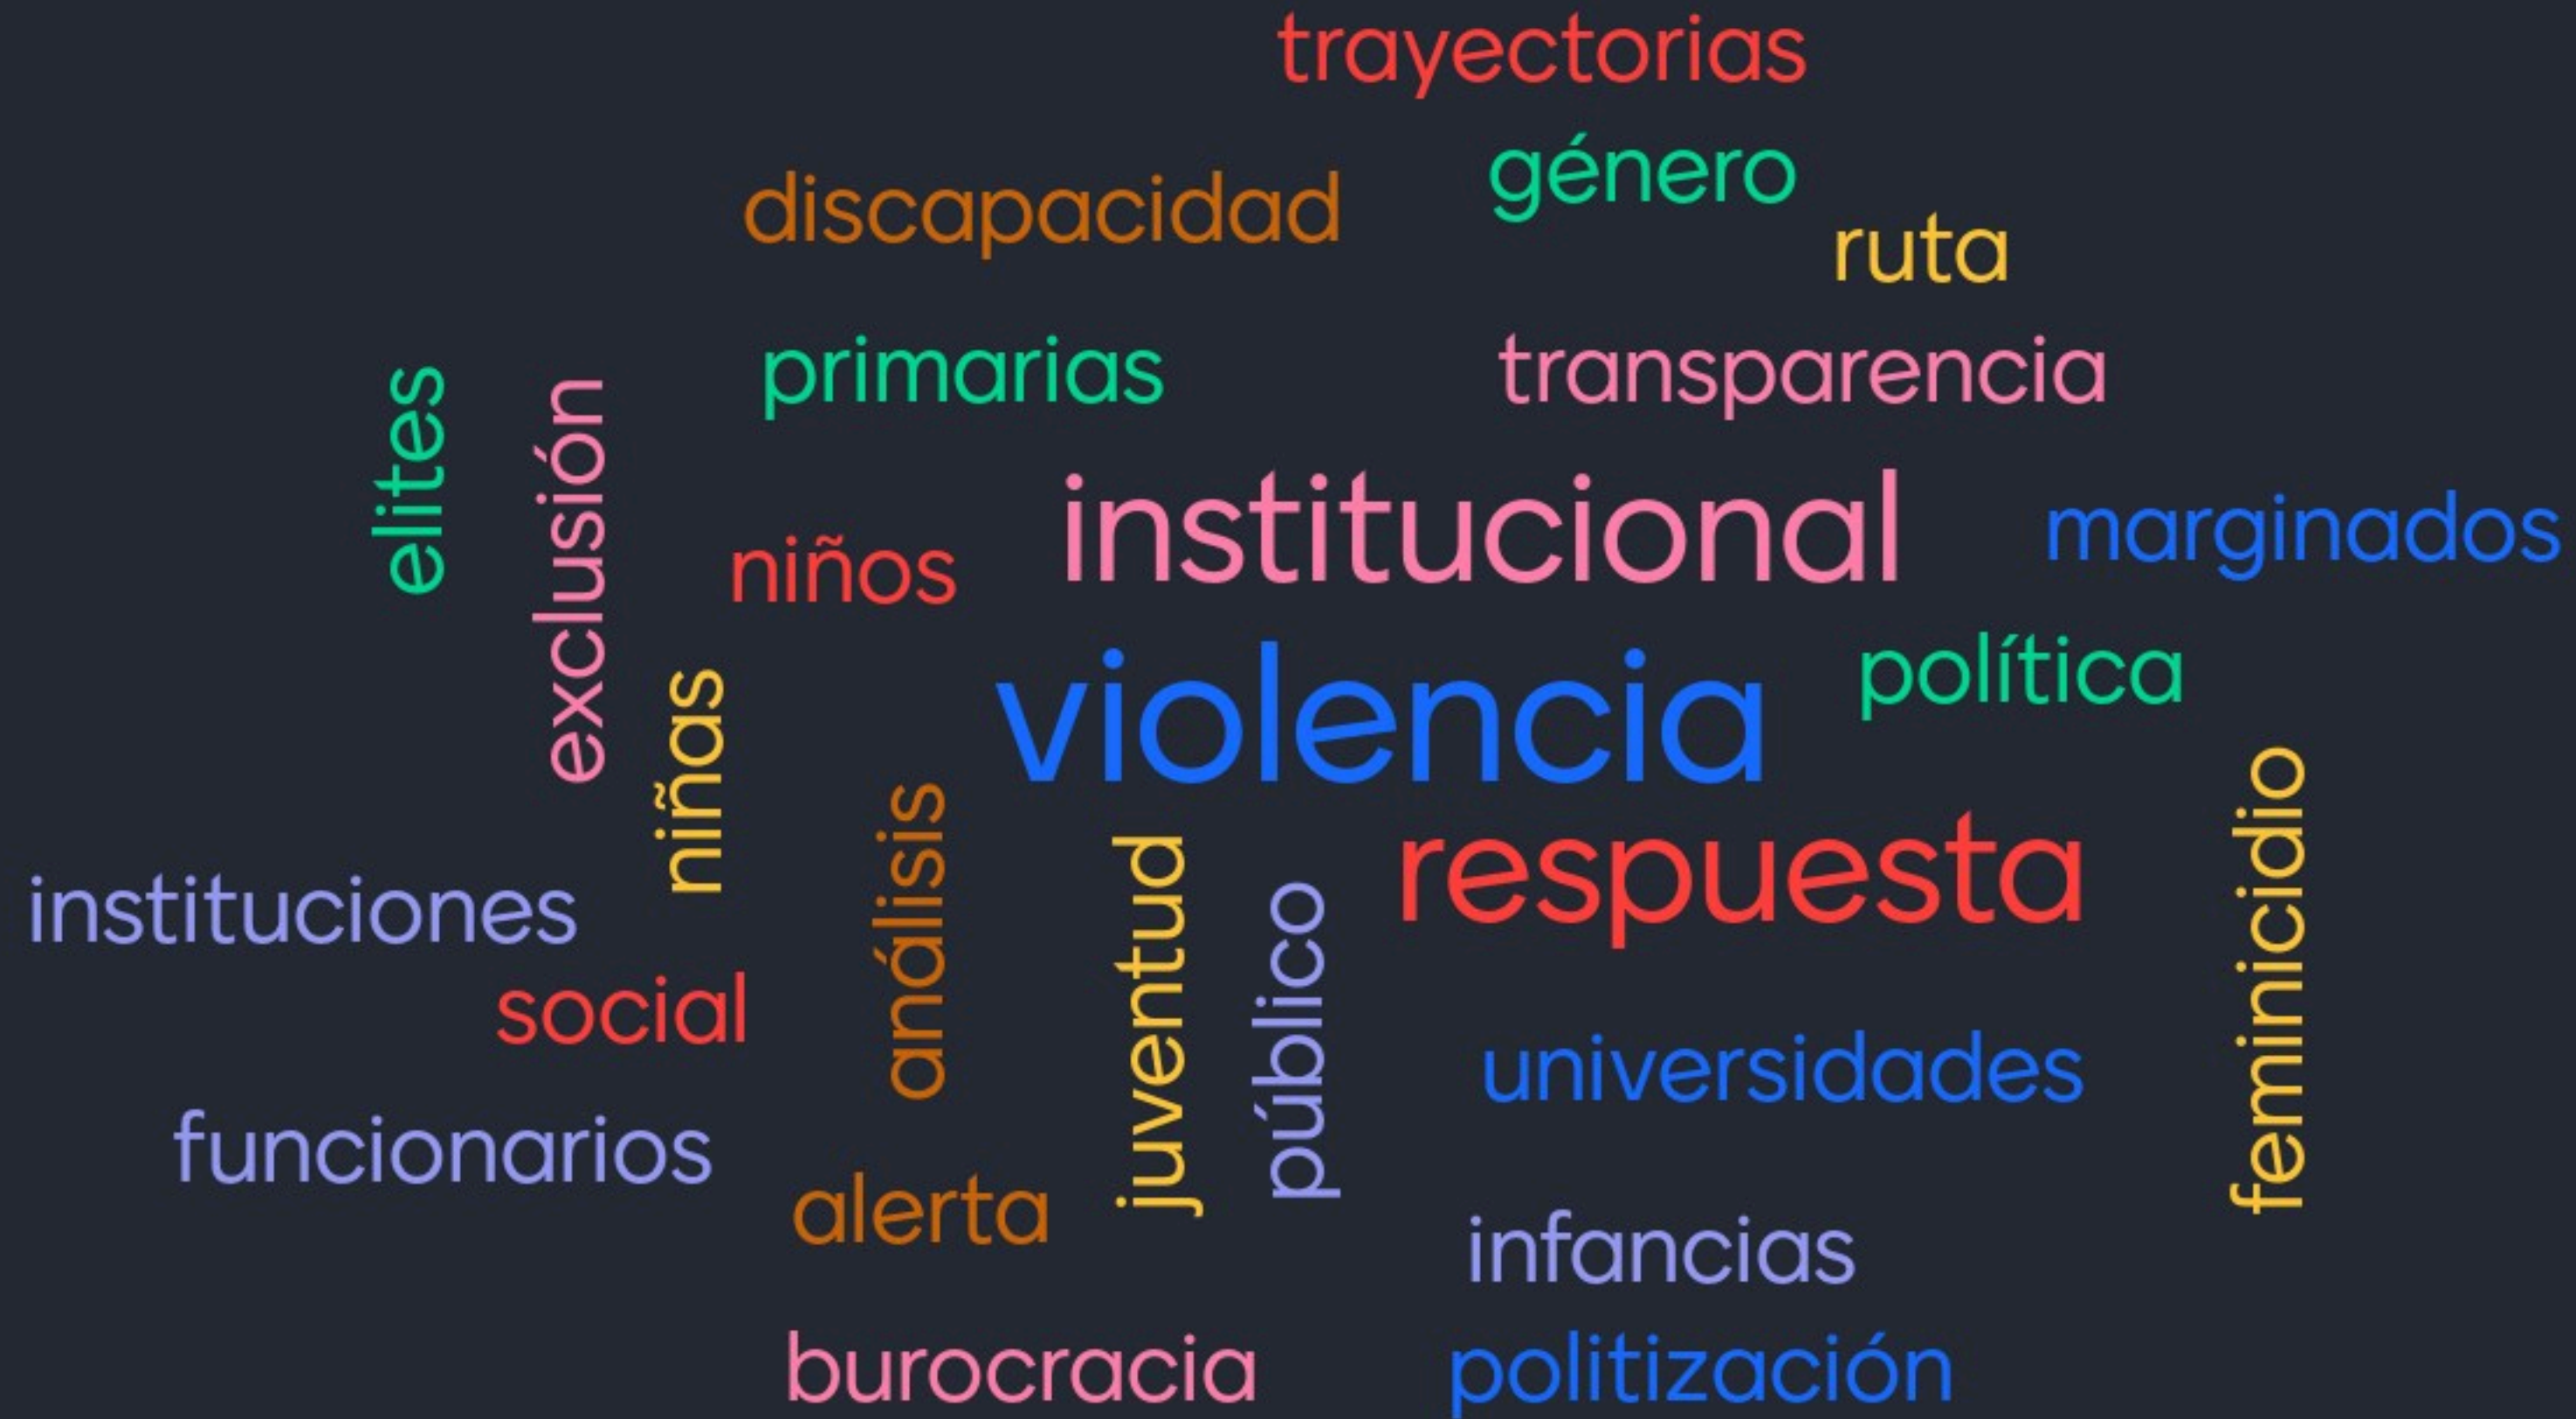 trayectorias
género
discapacidad
ruta
primarias
transparencia
elites
exclusión
institucional
marginados
niños
violencia
política
niñas
respuesta
feminicidio
instituciones
análisis
juventud
público
social
universidades
funcionarios
alerta
infancias
burocracia
politización